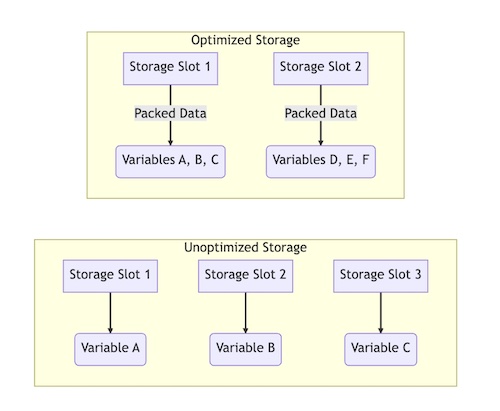 Optimized Storage
Storage Slot 1
Storage Slot 2
Packed Data
Packed Data
Variables A, B, C
Variables D, E, F
Unoptimized Storage
Storage Slot 1
Storage Slot 2
Storage Slot 3
Variable A
Variable B
Variable C